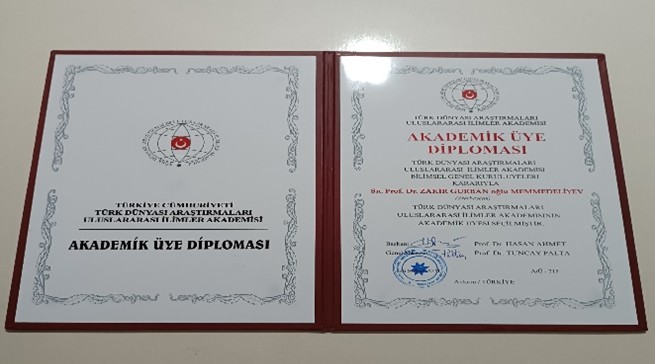 TÜRKİYE CÜMHURİYETİ
TÜRK DÜNYASI ARAŞTIRMALARI
ULUSLARARASI İLİMLER AKADEMİSİ
AKADEMİK ÜYE DİPLOMASI
TÜRK DÜNYASI ARAŞTIRMALARI
ULUSLARARASI İLİMLER AKADEMİSİ
AKADEMİK ÜYE
DİPLOMASI
TÜRK DÜNYASI ARAŞTIRMALARI
ULUSLARARASI İLİMLER AKADEMİSİ
BİLİMSEL GENEL KURUL ÜYELERİ
KARARIYLA
Sn. Prof. Dr. ZAKİR GURBAN oğlu MEMMEDELİYEV
TÜRK DÜNYASI ARAŞTIRMALARI
ULUSLARARASI İLİMLER AKADEMİSİNİN
AKADEMİK ÜYESİ SEÇİLMİŞTİR.
Başkan: Prof. Dr. HASAN AHMET
Prof. Dr. TUNCAY PALTA
Ankara / TÜRKİYE